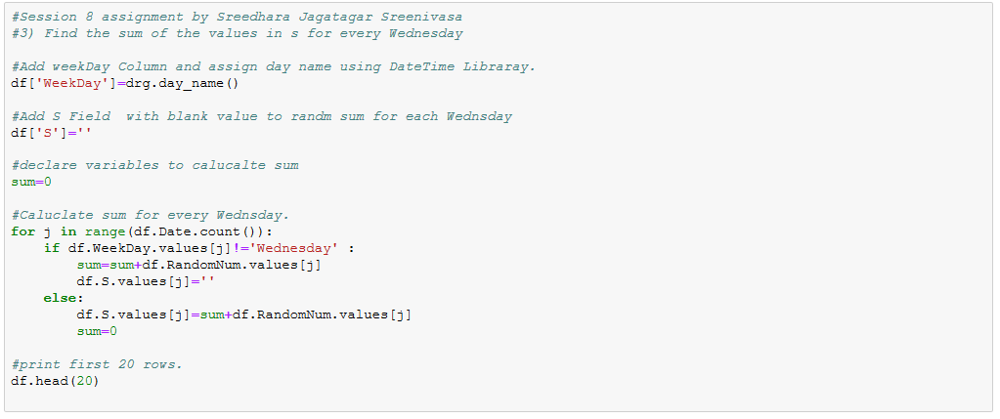 #Session 8 assignment by Sreedhara Jagatagar Sreenivasa
#3) Find the sum of the values in s for every Wednesday
#Add weekDay Column and assign day name using DateTime Libraray.
df['WeekDay']=drg.day_name()
#Add S Field  with blank value to randm sum for each Wednsday
df['S']=''
#declare variables to calucalte sum
sum=0
#Caluclate sum for every Wednsday.
for j in range(df.Date.count()):
    if df.WeekDay.values[j]!='Wednesday' :
        sum=sum+df.RandomNum.values[j]
        df.S.values[j]=''
    else:
        df.S.values[j]=sum+df.RandomNum.values[j]
        sum=0
#print first 20 rows.
df.head(20)